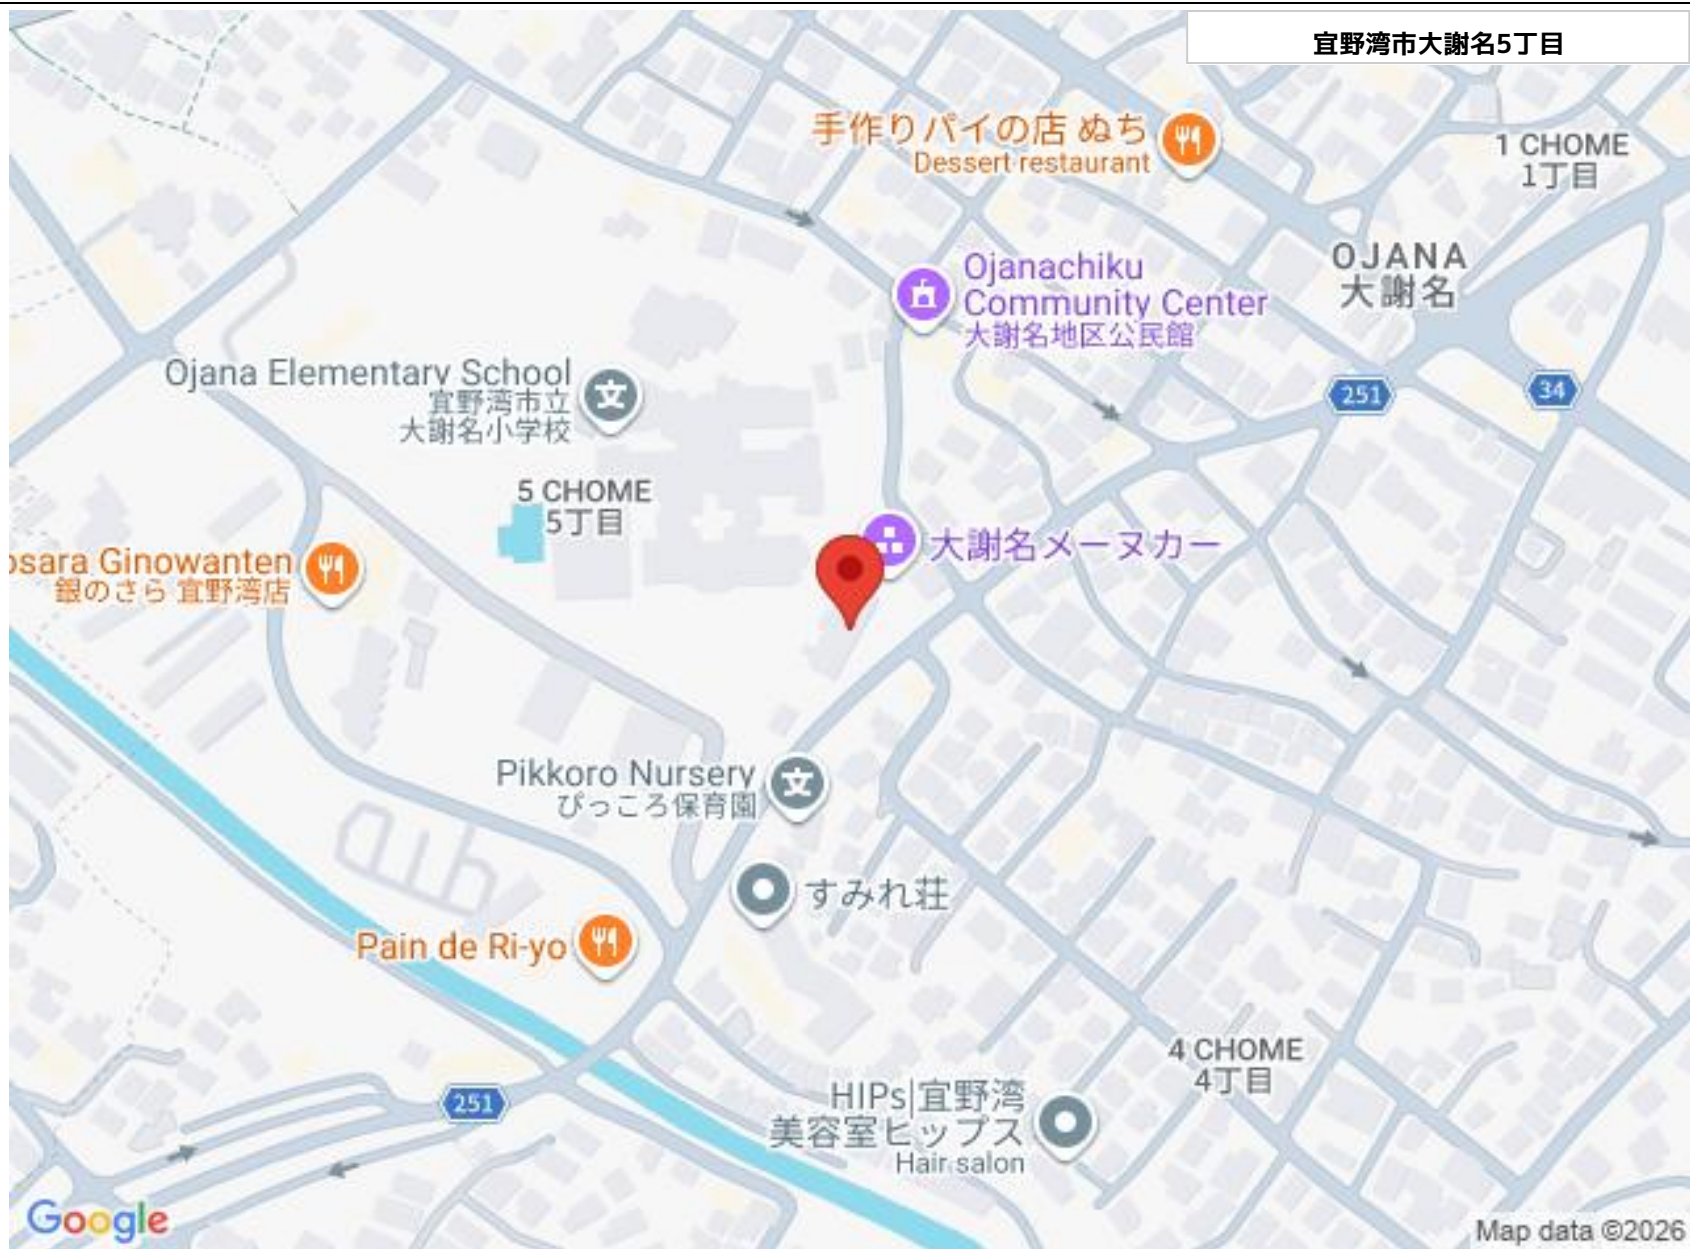 宜野湾市大謝名5丁目
手作りパイの店 ぬち
Dessert restaurant
1 CHOME
1丁目
OJANA
大謝名
Ojanachiku
Community Center
大謝名地区公民館
Ojana Elementary School
宜野湾市立
大謝名小学校
251
34
5 CHOME
5丁目
大謝名メーヌカー
osara Ginowanten
銀のさら 宜野湾店
Pikkoro Nursery
ぴっころ保育園
すみれ荘
Pain de Ri-yo
4 CHOME
4丁目
251
HIPs|宜野湾
美容室ヒップス
Hair salon
Google
Map data ©2026